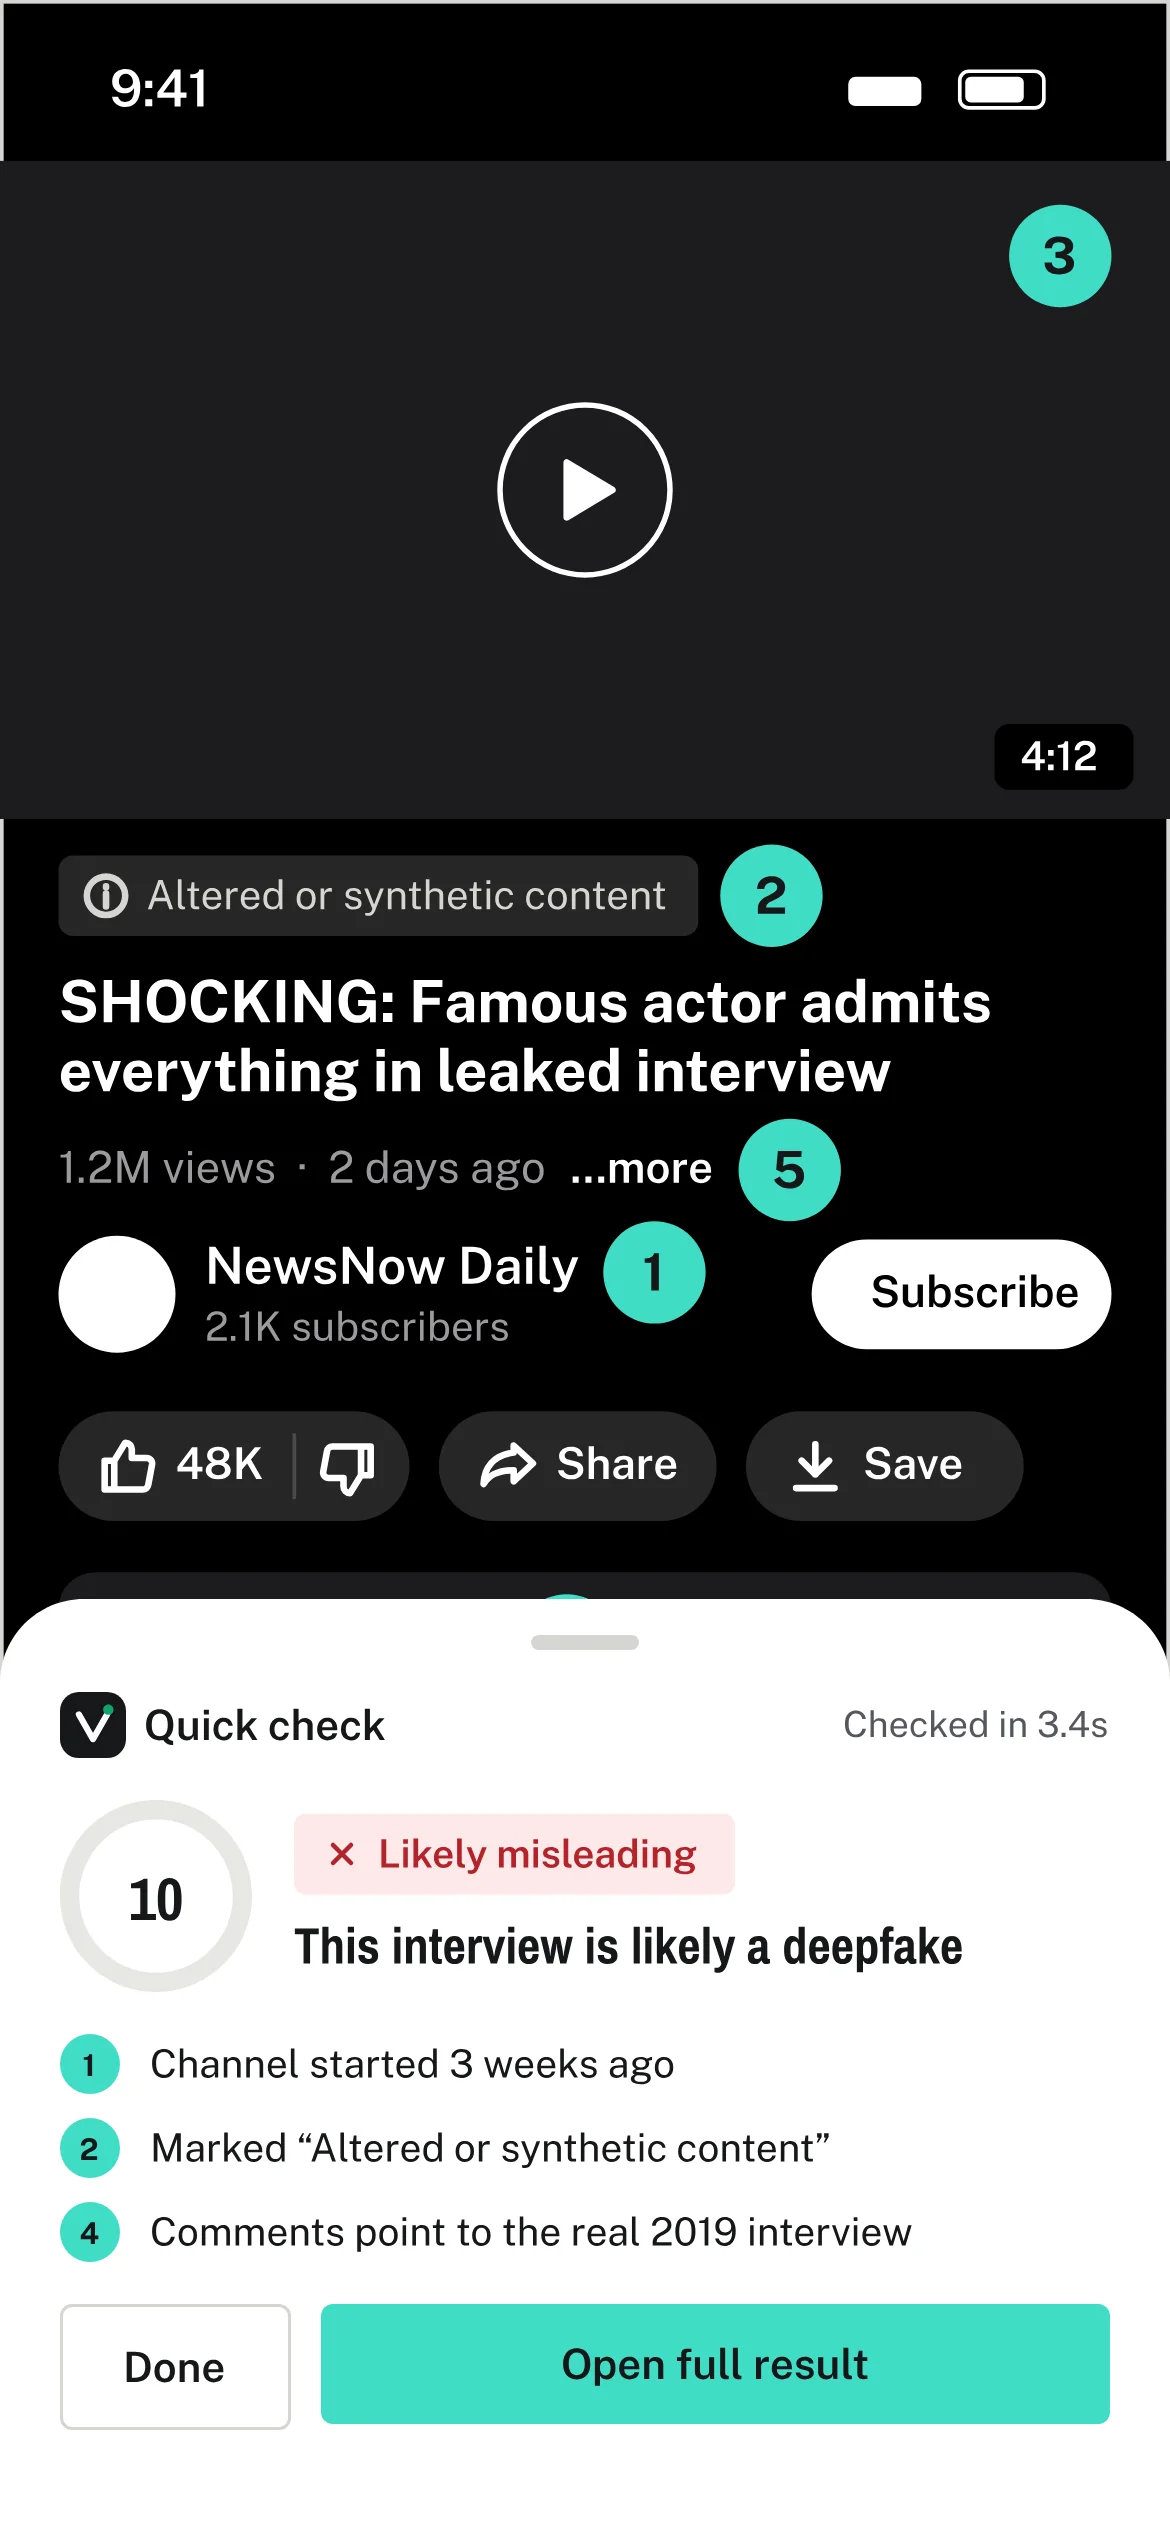 9:41
3
4:12
Altered or synthetic content
2
SHOCKING: Famous actor admits
everything in leaked interview
1.2M views · 2 days ago ...more
5
NewsNow Daily
1
2.1K subscribers
Subscribe
48K
Share
Save
Quick check
Checked in 3.4s
10
Likely misleading
This interview is likely a deepfake
1 Channel started 3 weeks ago
2 Marked “Altered or synthetic content”
4 Comments point to the real 2019 interview
Done
Open full result